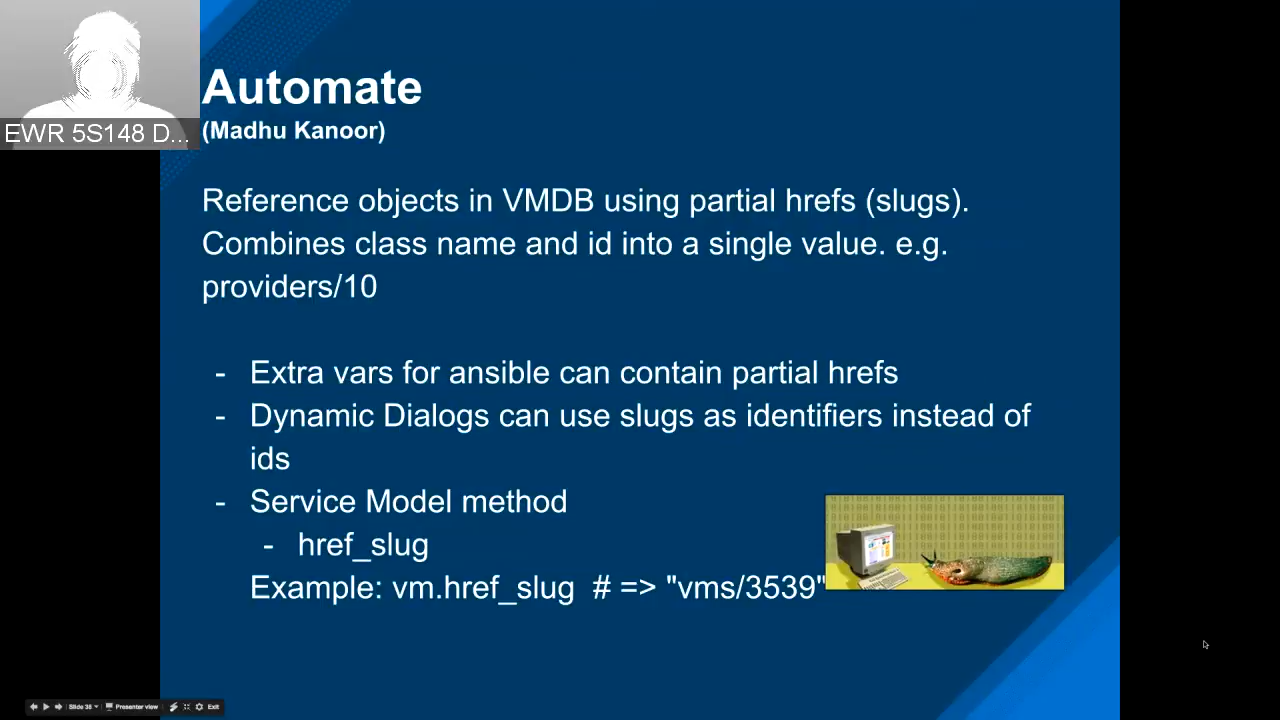 EWR 5S148 D...
Automate
(Madhu Kanoor)
Reference objects in VMDB using partial hrefs (slugs).
Combines class name and id into a single value. e.g.
providers/10
- Extra vars for ansible can contain partial hrefs
- Dynamic Dialogs can use slugs as identifiers instead of
ids
- Service Model method
- href_slug
Example: vm.href_slug # => "vms/3539"
Slide 38 Presenter view Exit